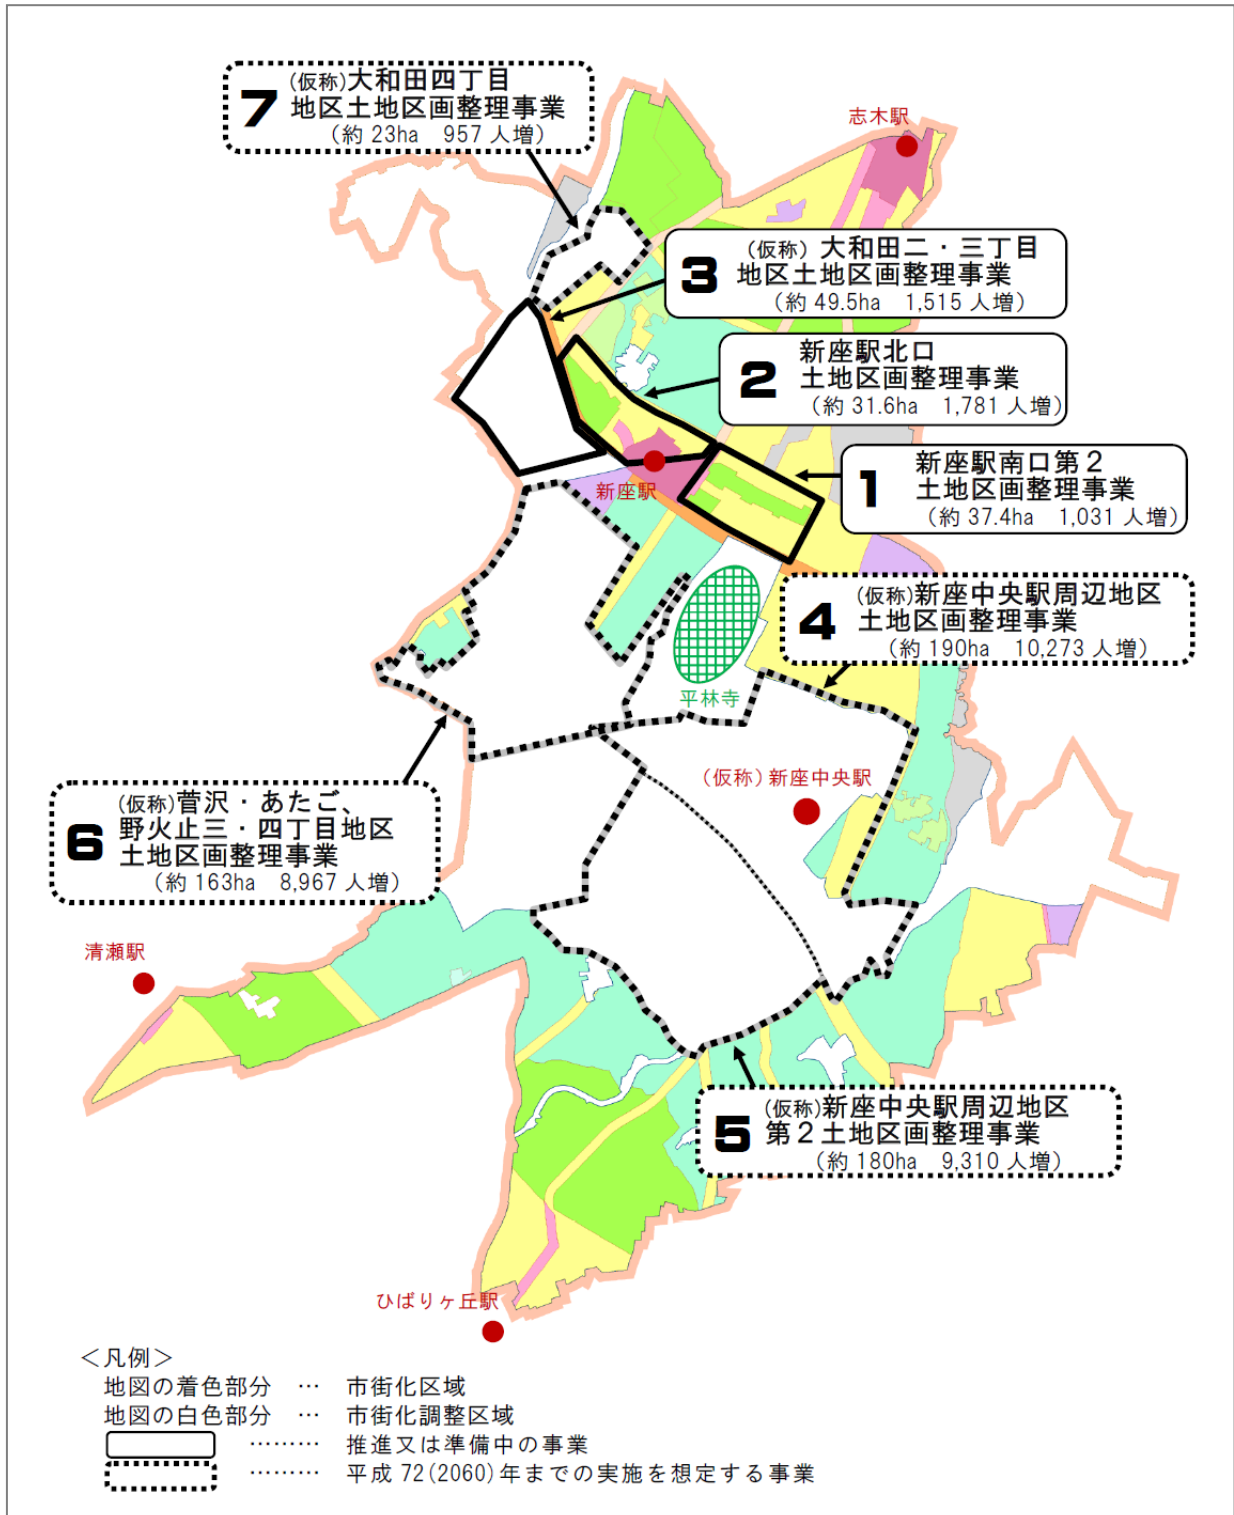 7
(仮称)大和田四丁目
地区土地区画整理事業
(約 23ha 957 人増)
志木駅
3
(仮称) 大和田二・三丁目
地区土地区画整理事業
(約 49.5ha 1,515 人増)
2
新座駅北口
土地区画整理事業
(約 31.6ha 1,781 人増)
1
新座駅南口第2
土地区画整理事業
(約 37.4ha 1,031 人増)
新座駅
4
(仮称)新座中央駅周辺地区
土地区画整理事業
(約 190ha 10,273 人増)
平林寺
(仮称)新座中央駅
6
(仮称)菅沢・あたご、
野火止三・四丁目地区
土地区画整理事業
(約 163ha 8,967 人増)
清瀬駅
5
(仮称)新座中央駅周辺地区
第2土地区画整理事業
(約 180ha 9,310 人増)
ひばりヶ丘駅
＜凡例＞
地図の着色部分 … 市街化区域
地図の白色部分 … 市街化調整区域
……… 推進又は準備中の事業
……… 平成 72(2060)年までの実施を想定する事業